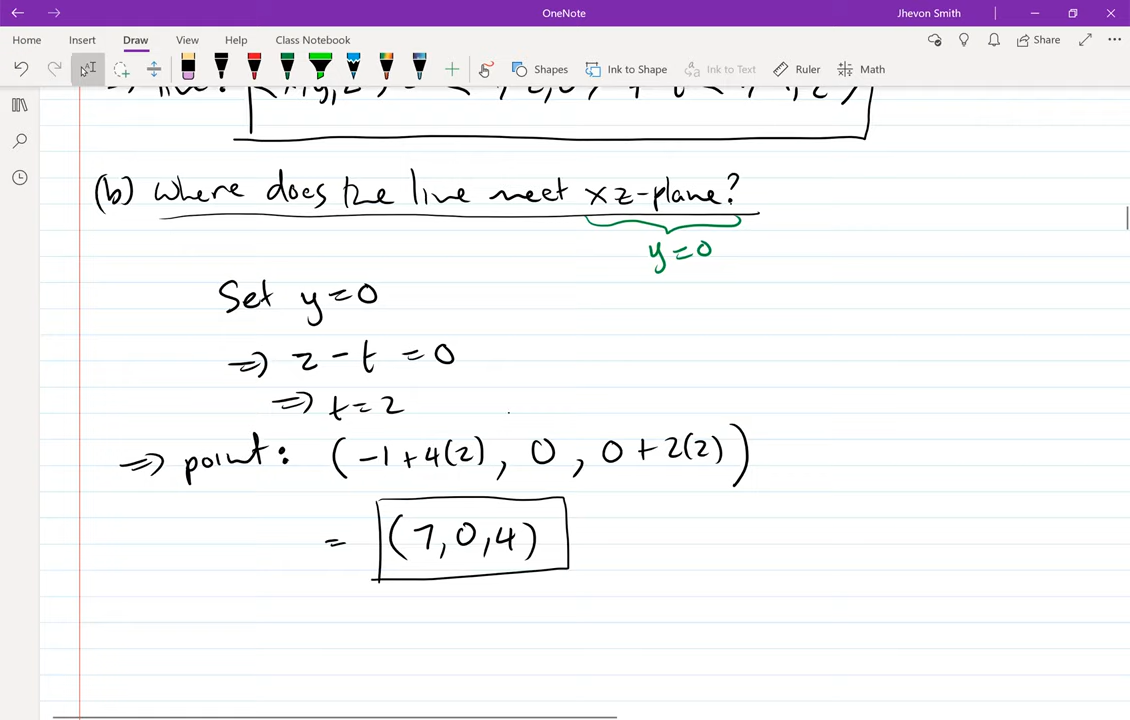 OneNote
Jhevon Smith
Home Insert Draw View Help Class Notebook
Share
Shapes Ink to Shape Ink to Text Ruler Math
line:
(b) Where does the line meet xz-plane?
y=0
Set y=0
⇒ 2 - t = 0
⇒ t = 2
⇒ point: (-1+4(2), 0, 0+2(2))
= (7,0,4)